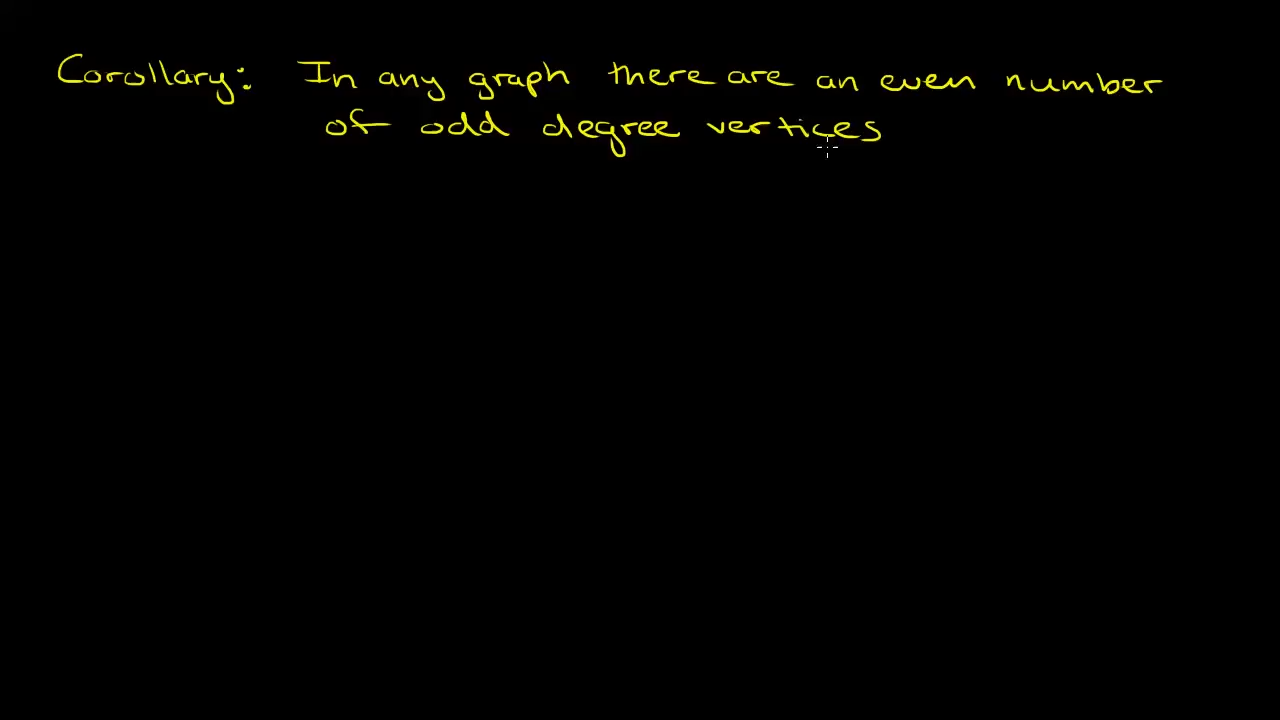 Corollary: In any graph there are an even number
of odd degree vertices